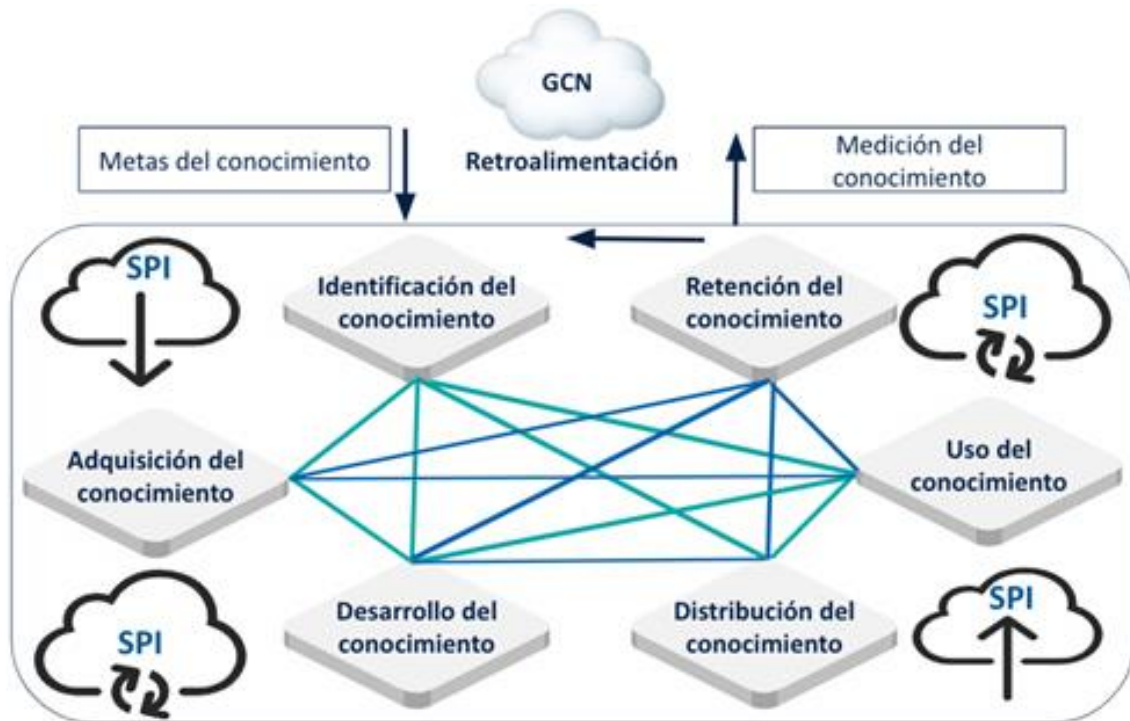 GCN
Metas del conocimiento
Retroalimentación
Medición del
conocimiento
SPI
Identificación del
conocimiento
Retención del
conocimiento
SPI
Adquisición del
conocimiento
Uso del
conocimiento
SPI
Desarrollo del
conocimiento
Distribución del
conocimiento
SPI